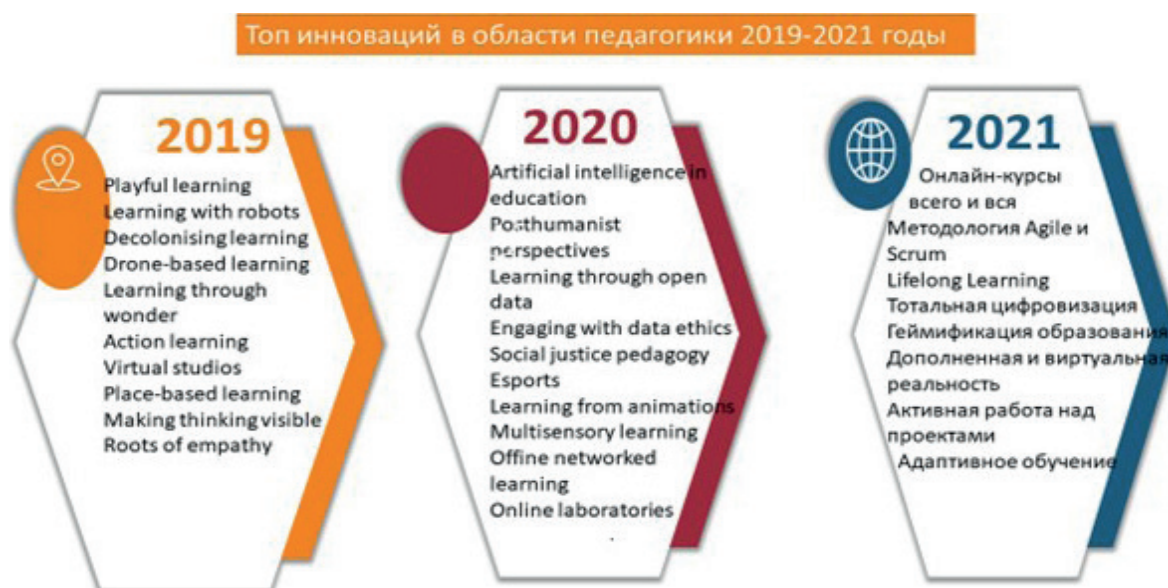 Топ инноваций в области педагогики 2019-2021 годы
2019
Playful learning
Learning with robots
Decolonising learning
Drone-based learning
Learning through
wonder
Action learning
Virtual studios
Place-based learning
Making thinking visible
Roots of empathy
2020
Artificial intelligence in
education
Posthumanist
perspectives
Learning through open
data
Engaging with data ethics
Social justice pedagogy
Esports
Learning from animations
Multisensory learning
Offine networked
learning
Online laboratories
.
2021
Онлайн-курсы
всего и вся
Методология Agile и
Scrum
Lifelong Learning
Тотальная цифровизация
Геймификация образования
Дополненная и виртуальная
реальность
Активная работа над
проектами
Адаптивное обучение